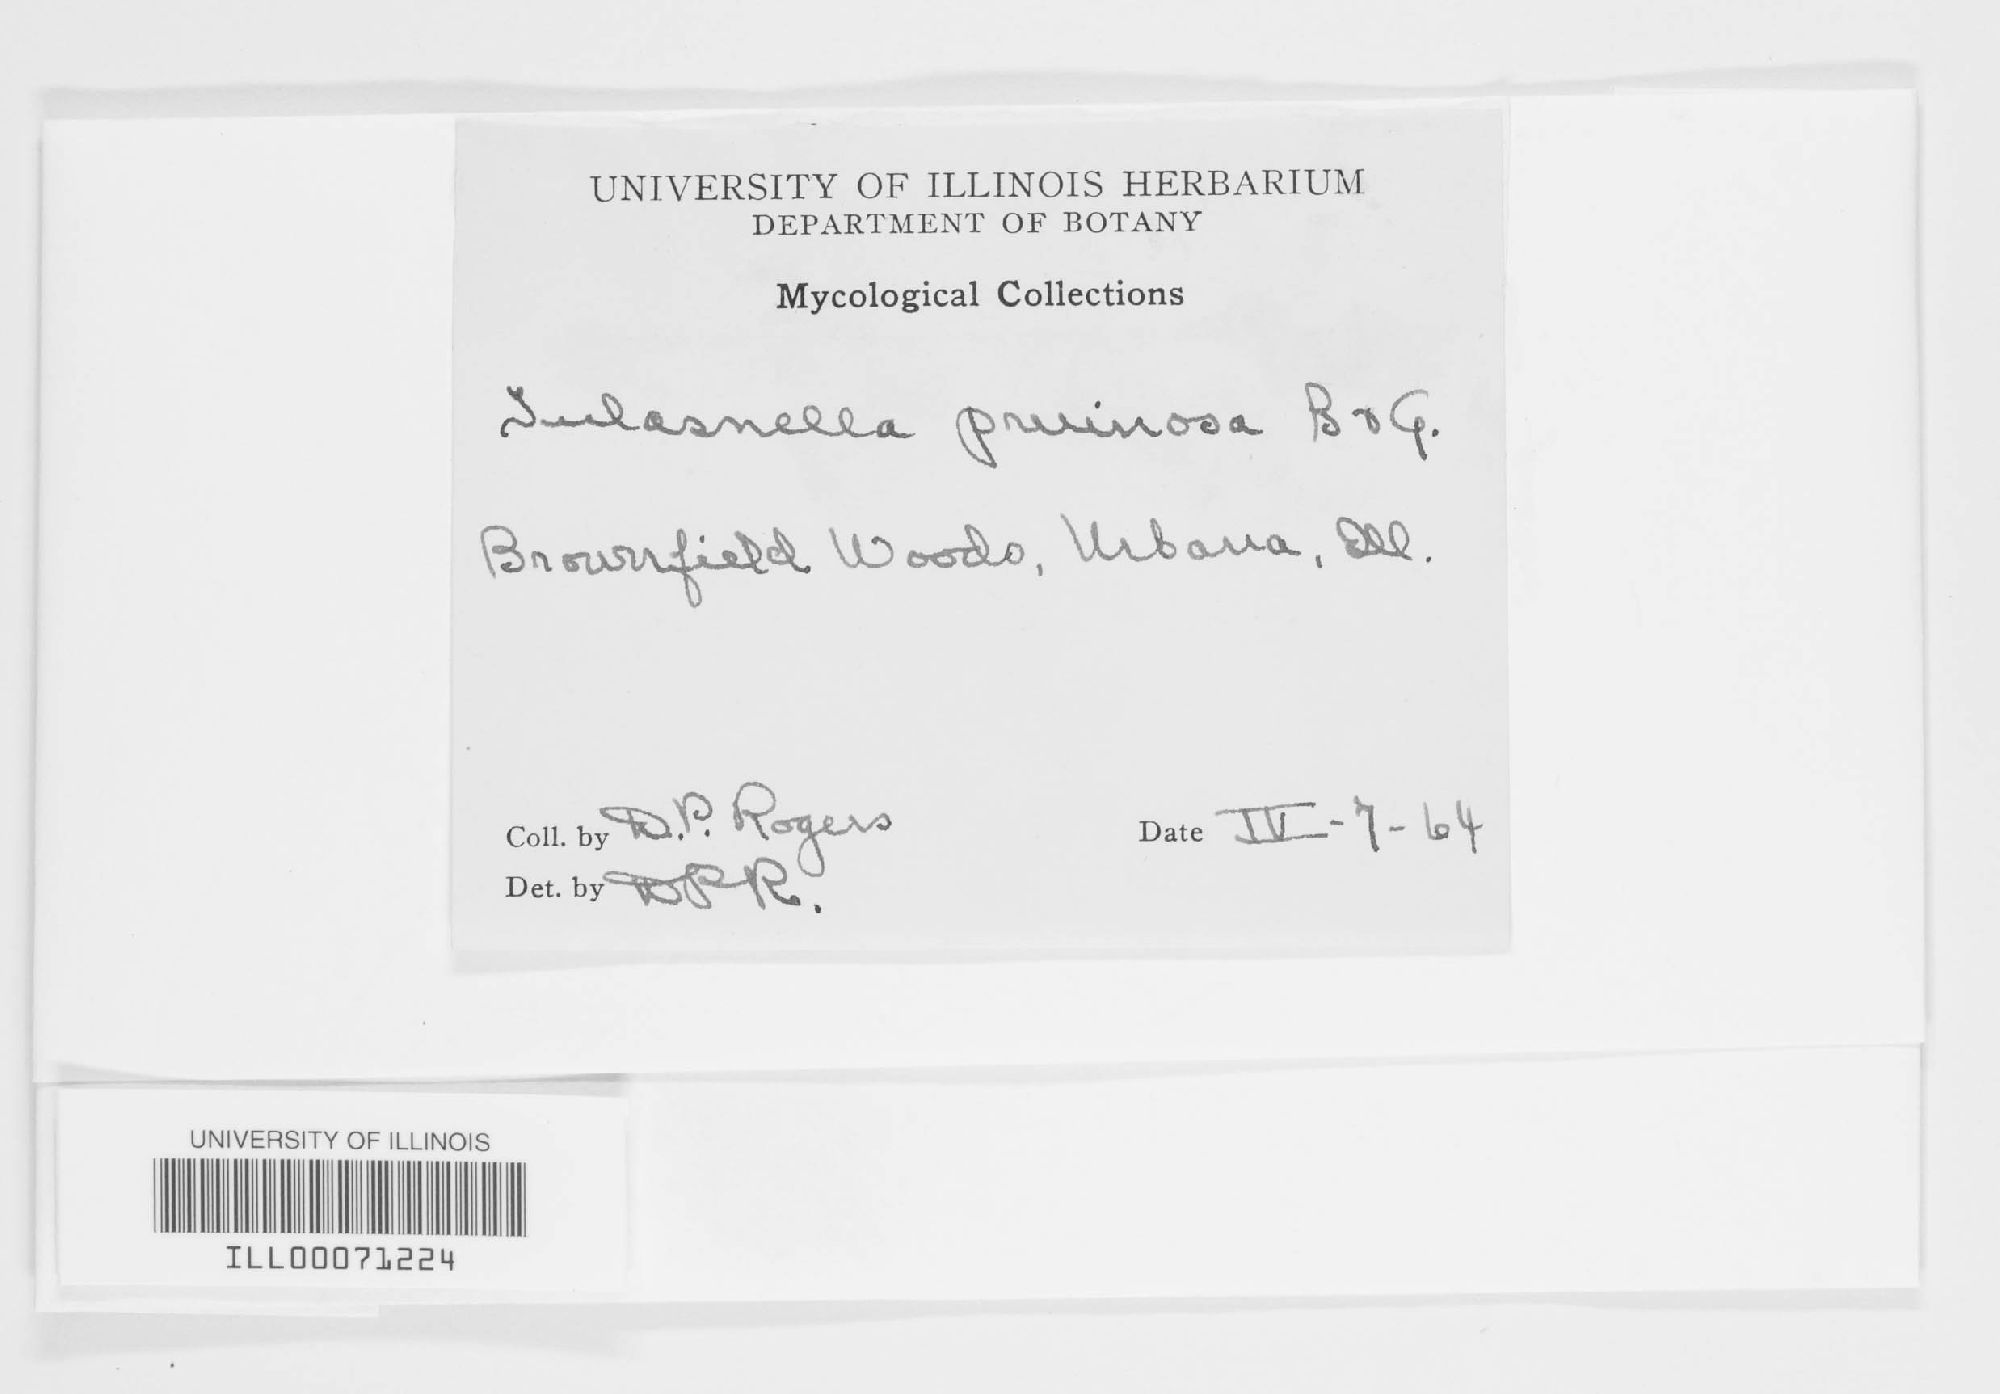 UNIVERSITY OF ILLINOIS HERBARIUM
DEPARTMENT OF BOTANY
Mycological Collections
Tulasnella pruinosa B & G.
Brownfield Woods, Urbana, Ill.
Coll. by D.P. Rogers
Date IV-7-64
Det. by DPR.
UNIVERSITY OF ILLINOIS
ILL00071224